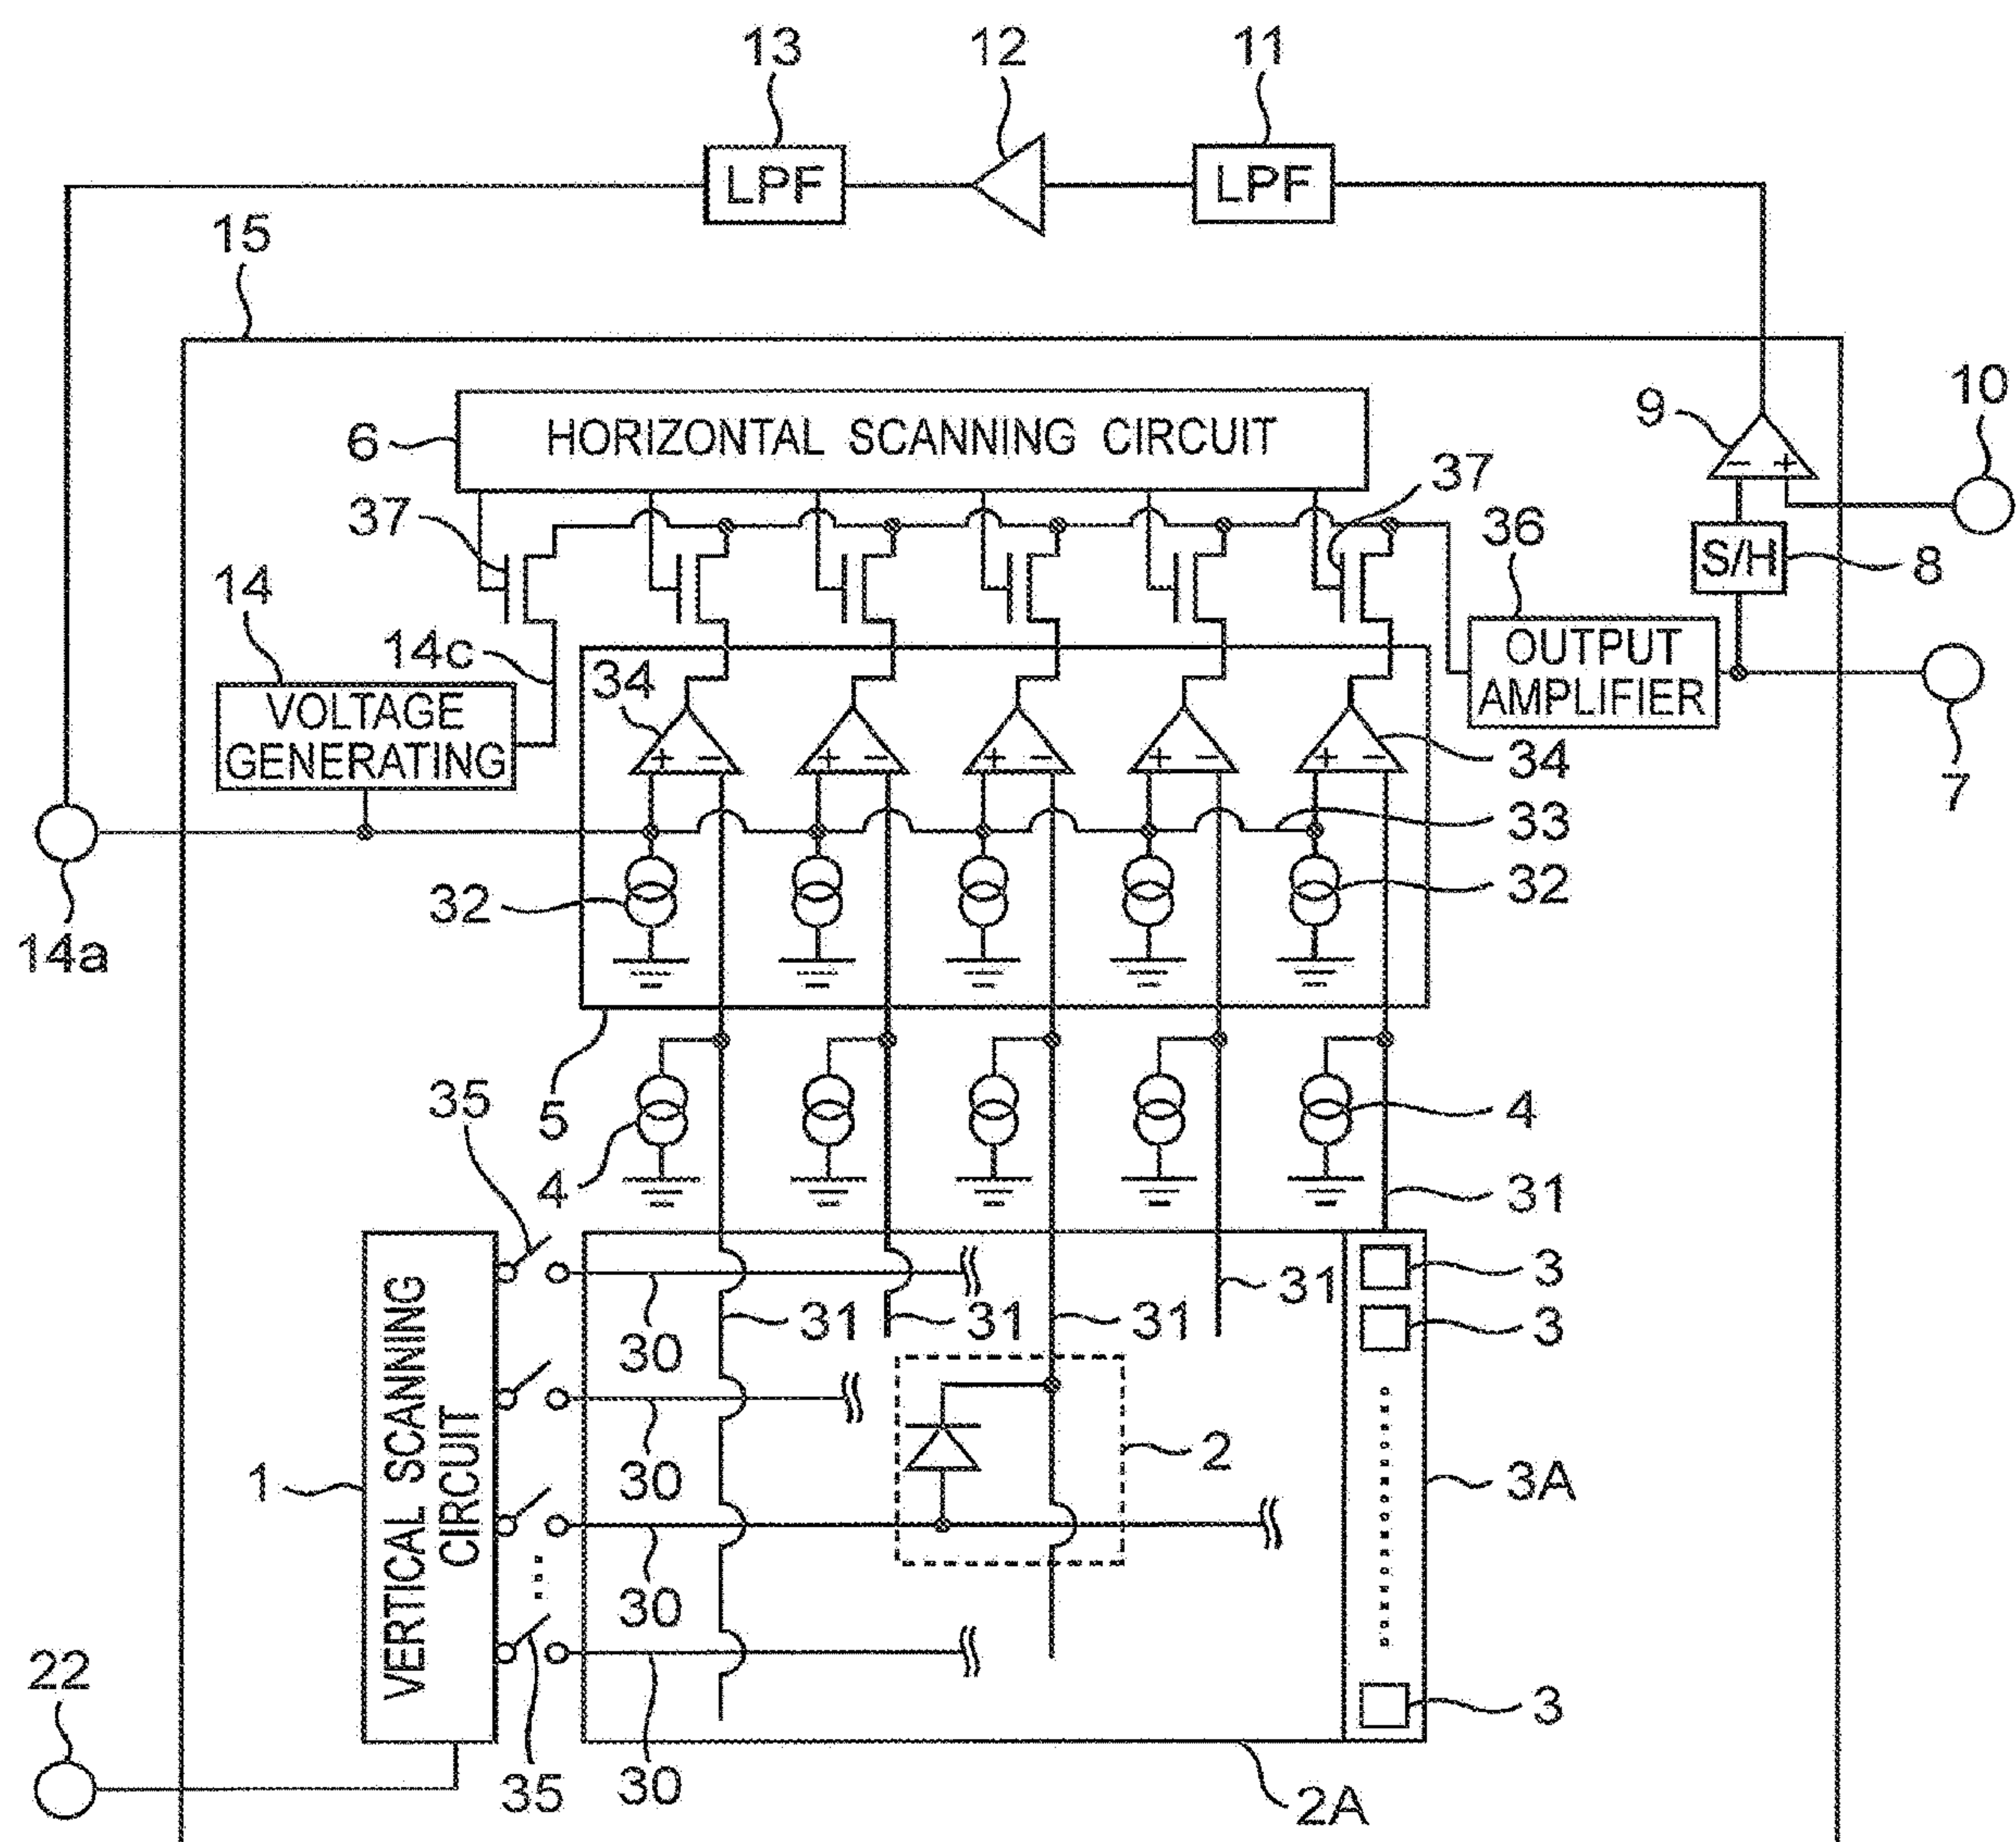 13 12 11
LPF LPF
15
10
9
6 HORIZONTAL SCANNING CIRCUIT
- +
37 37
36
S/H 8
14
14c
34
OUTPUT
AMPLIFIER
VOLTAGE
GENERATING
+ - + - + - + - + -
34
7
33
32 32
14a
5
35
4
4
31
3
31 31 31 31
3
30
VERTICAL SCANNING
CIRCUIT
1
30
2
3A
30
22
3
35 30
2A